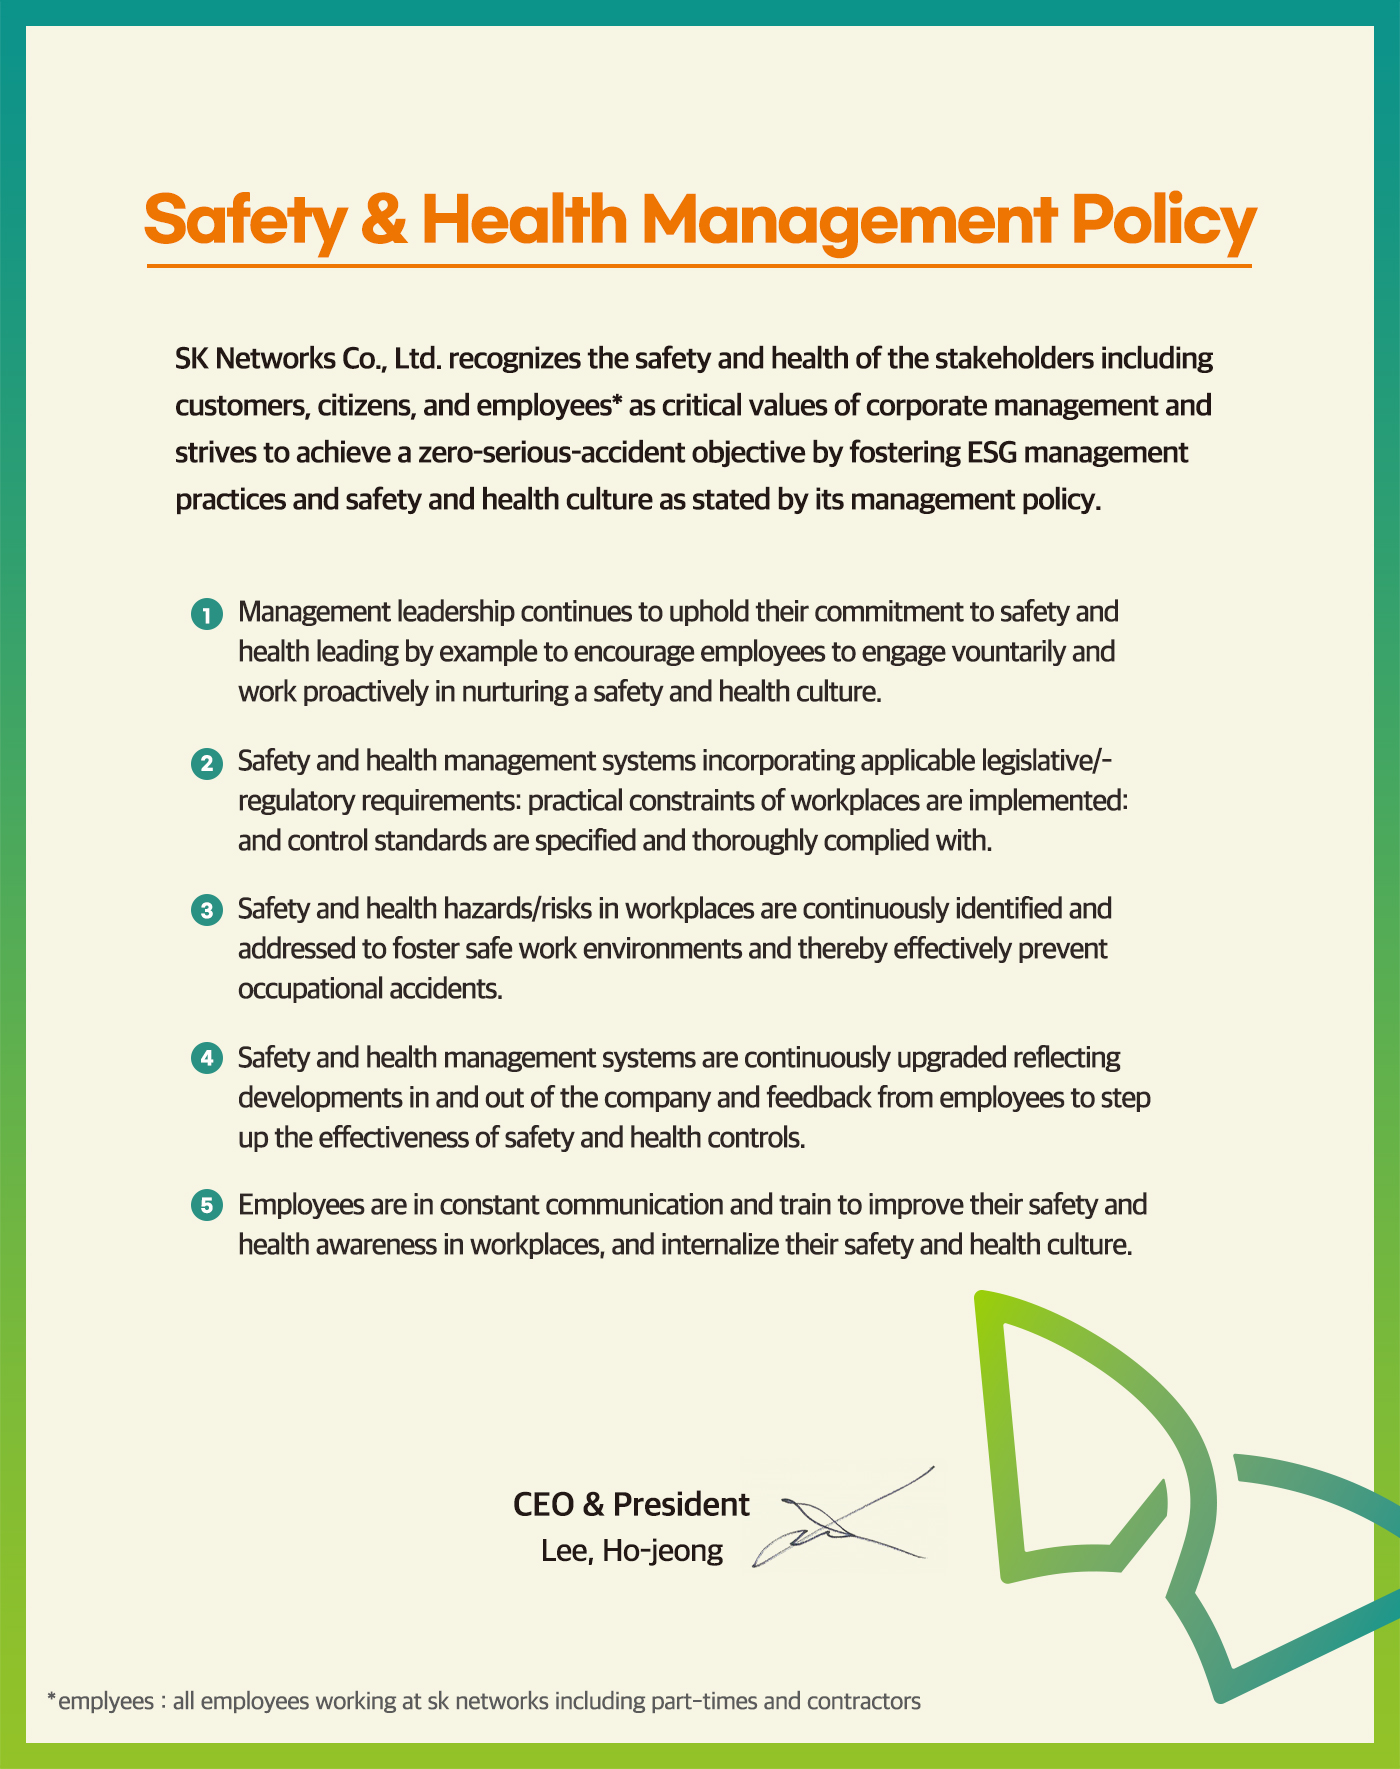 Safety & Health Management Policy
SK Networks Co., Ltd. recognizes the safety and health of the stakeholders including
customers, citizens, and employees* as critical values of corporate management and
strives to achieve a zero-serious-accident objective by fostering ESG management
practices and safety and health culture as stated by its management policy.
1 Management leadership continues to uphold their commitment to safety and
health leading by example to encourage employees to engage vountarily and
work proactively in nurturing a safety and health culture.
2 Safety and health management systems incorporating applicable legislative/-
regulatory requirements: practical constraints of workplaces are implemented:
and control standards are specified and thoroughly complied with.
3 Safety and health hazards/risks in workplaces are continuously identified and
addressed to foster safe work environments and thereby effectively prevent
occupational accidents.
4 Safety and health management systems are continuously upgraded reflecting
developments in and out of the company and feedback from employees to step
up the effectiveness of safety and health controls.
5 Employees are in constant communication and train to improve their safety and
health awareness in workplaces, and internalize their safety and health culture.
CEO & President
Lee, Ho-jeong
*emplyees : all employees working at sk networks including part-times and contractors